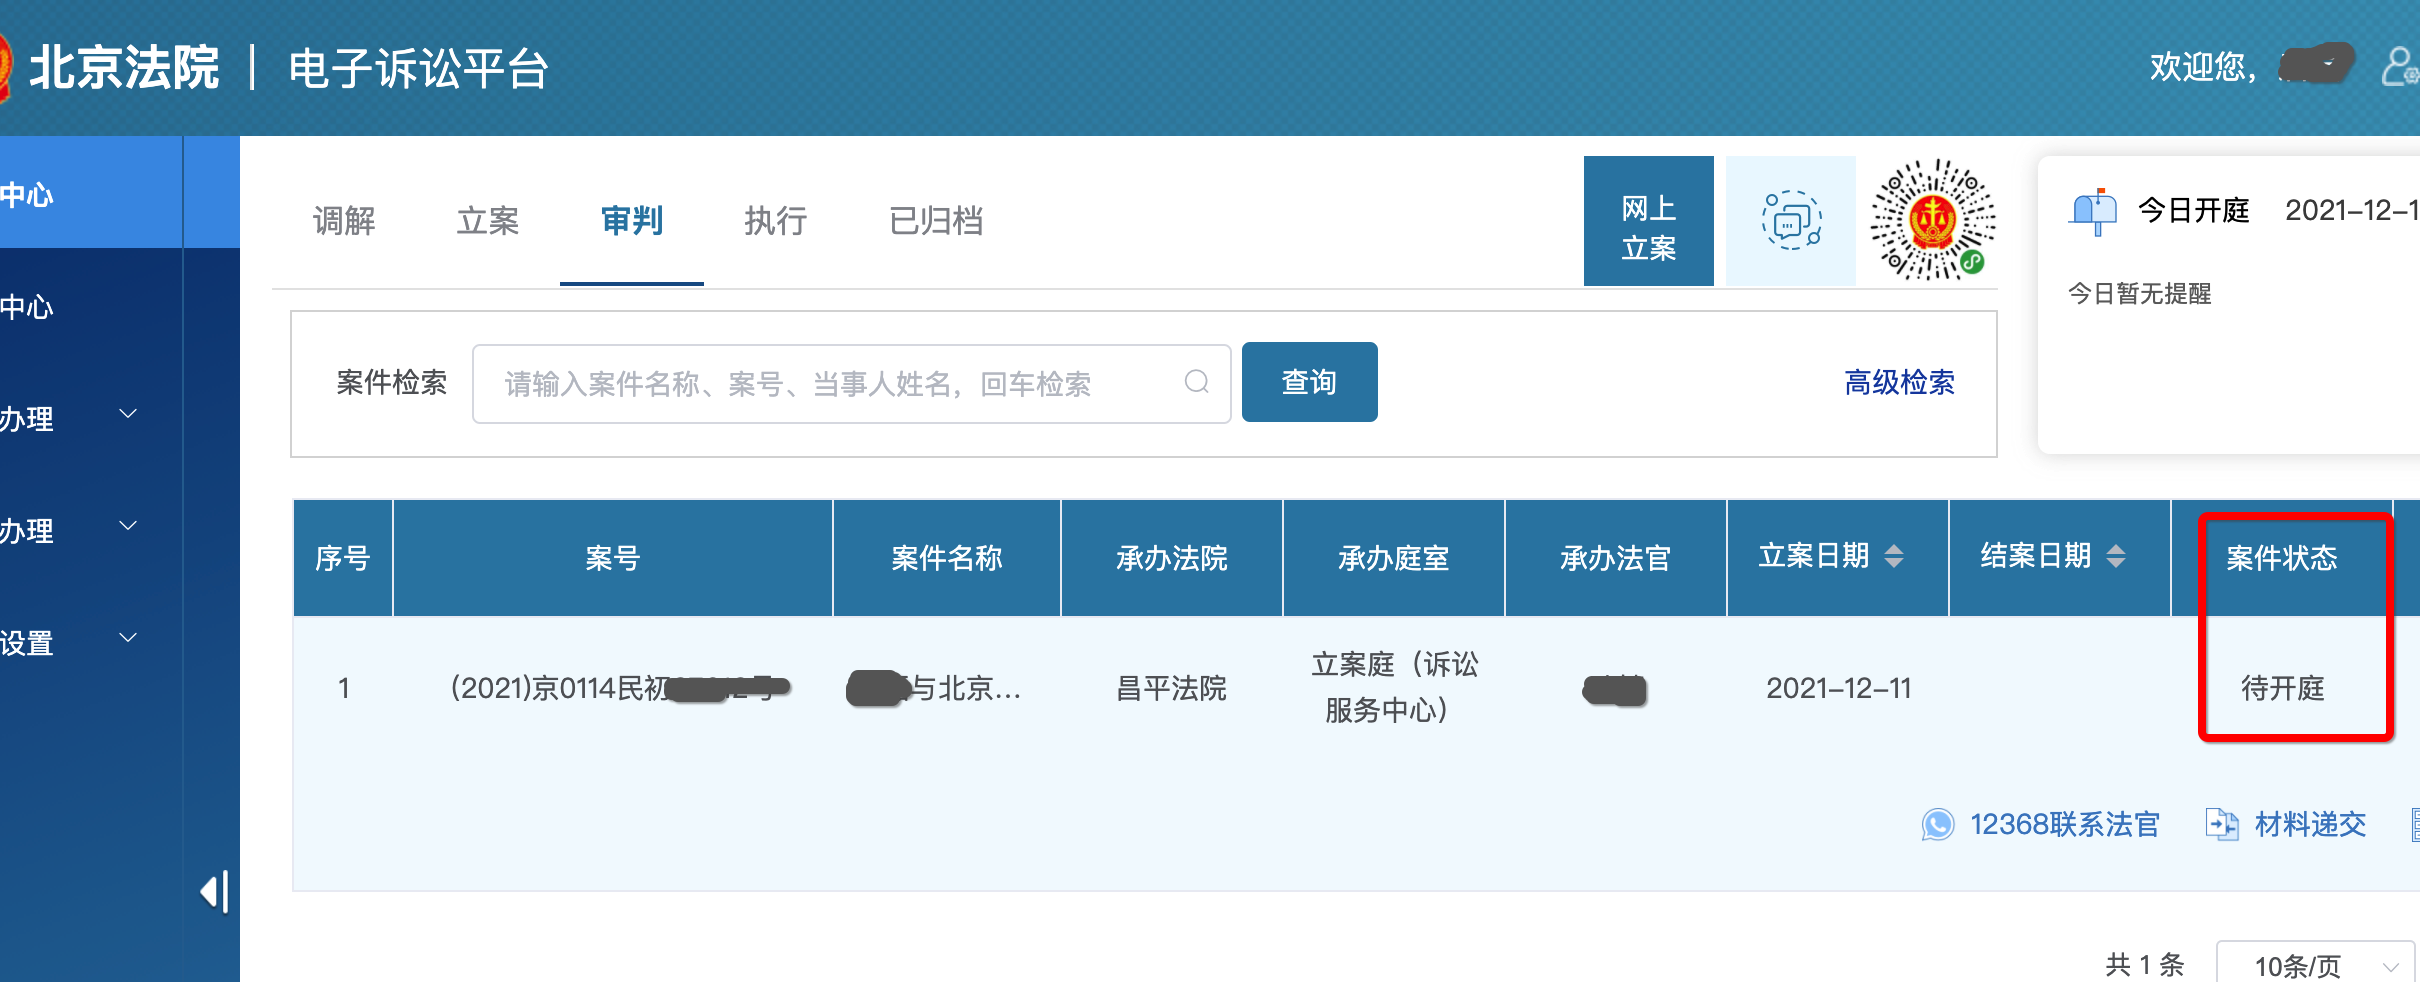 北京法院 | 电子诉讼平台
欢迎您，
中心
中心
办理
办理
设置
调解 立案 审判 执行 已归档
网上
立案
今日开庭 2021-12-1
今日暂无提醒
案件检索 请输入案件名称、案号、当事人姓名，回车检索 查询 高级检索
序号 案号 案件名称 承办法院 承办庭室 承办法官 立案日期 结案日期 案件状态
1 (2021)京0114民初 与北京... 昌平法院 立案庭（诉讼
服务中心） 2021-12-11 待开庭
12368联系法官 材料递交
共 1 条 10条/页